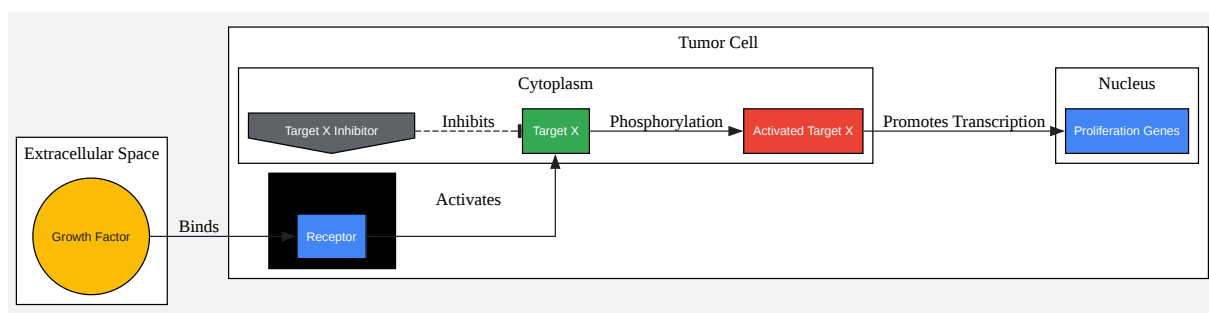 Tumor Cell
Cytoplasm
Nucleus
Target X Inhibitor
Inhibits
Target X
Phosphorylation
Activated Target X
Promotes Transcription
Proliferation Genes
Extracellular Space
Growth Factor
Binds
Receptor
Activates